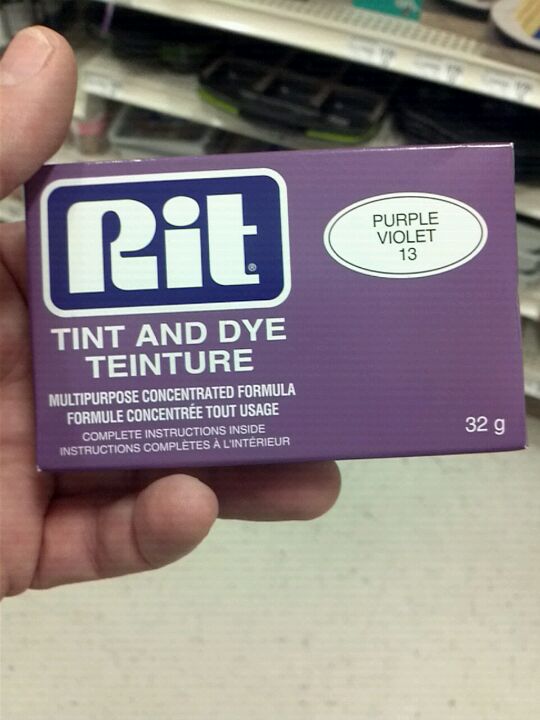 Rit®
TINT AND DYE
TEINTURE
MULTIPURPOSE CONCENTRATED FORMULA
FORMULE CONCENTRÉE TOUT USAGE
COMPLETE INSTRUCTIONS INSIDE
INSTRUCTIONS COMPLÈTES À L'INTÉRIEUR
PURPLE
VIOLET
13
32 g